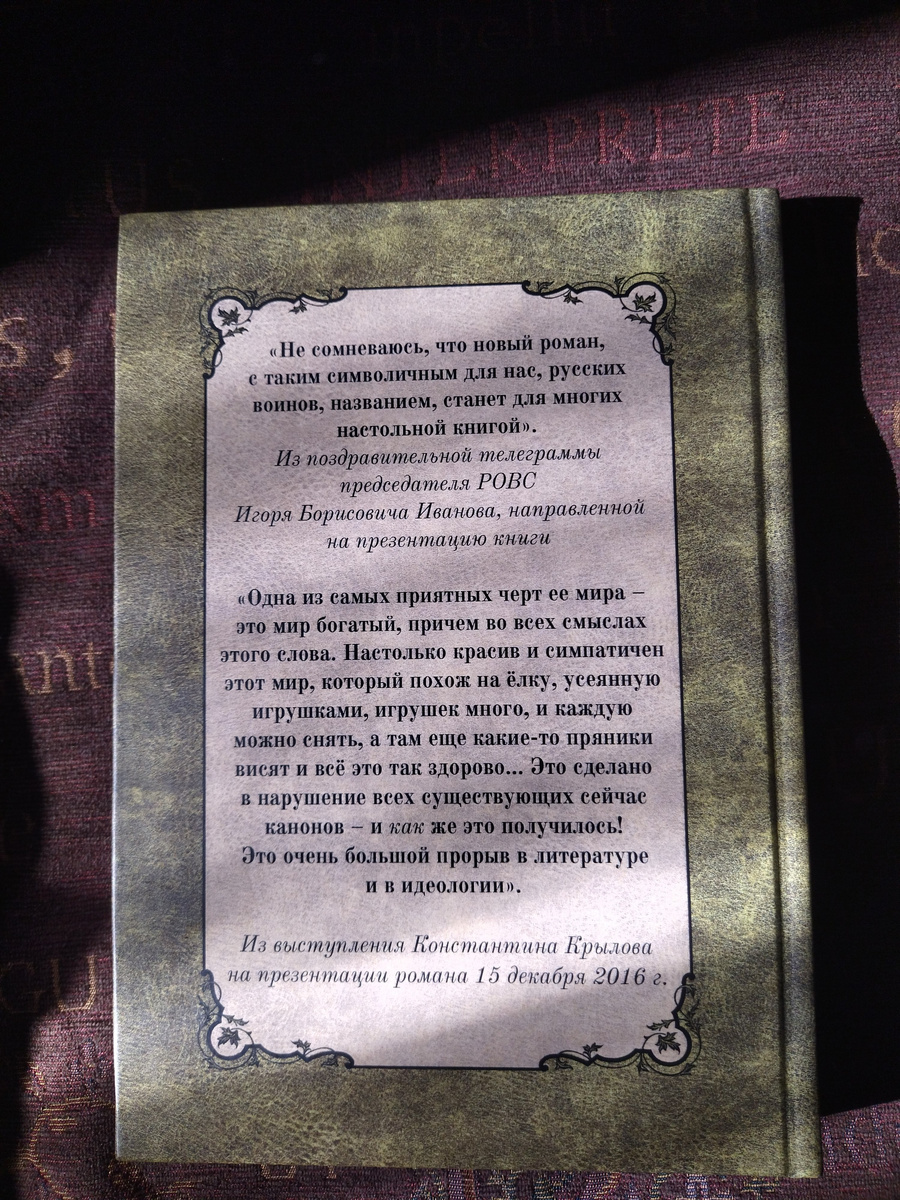 INTERPRETE
«Не сомневаюсь, что новый роман,
с таким символичным для нас, русских
воинов, названием, станет для многих
настольной книгой».
Из поздравительной телеграммы
председателя РОВС
Игоря Борисовича Иванова, направленной
на презентацию книги
«Одна из самых приятных черт ее мира –
это мир богатый, причем во всех смыслах
этого слова. Настолько красив и симпатичен
этот мир, который похож на ёлку, усеянную
игрушками, игрушек много, и каждую
можно снять, а там еще какие-то пряники
висят и всё это так здорово... Это сделано
в нарушение всех существующих сейчас
канонов – и как же это получилось!
Это очень большой прорыв в литературе
и в идеологии».
Из выступления Константина Крылова
на презентации романа 15 декабря 2016 г.